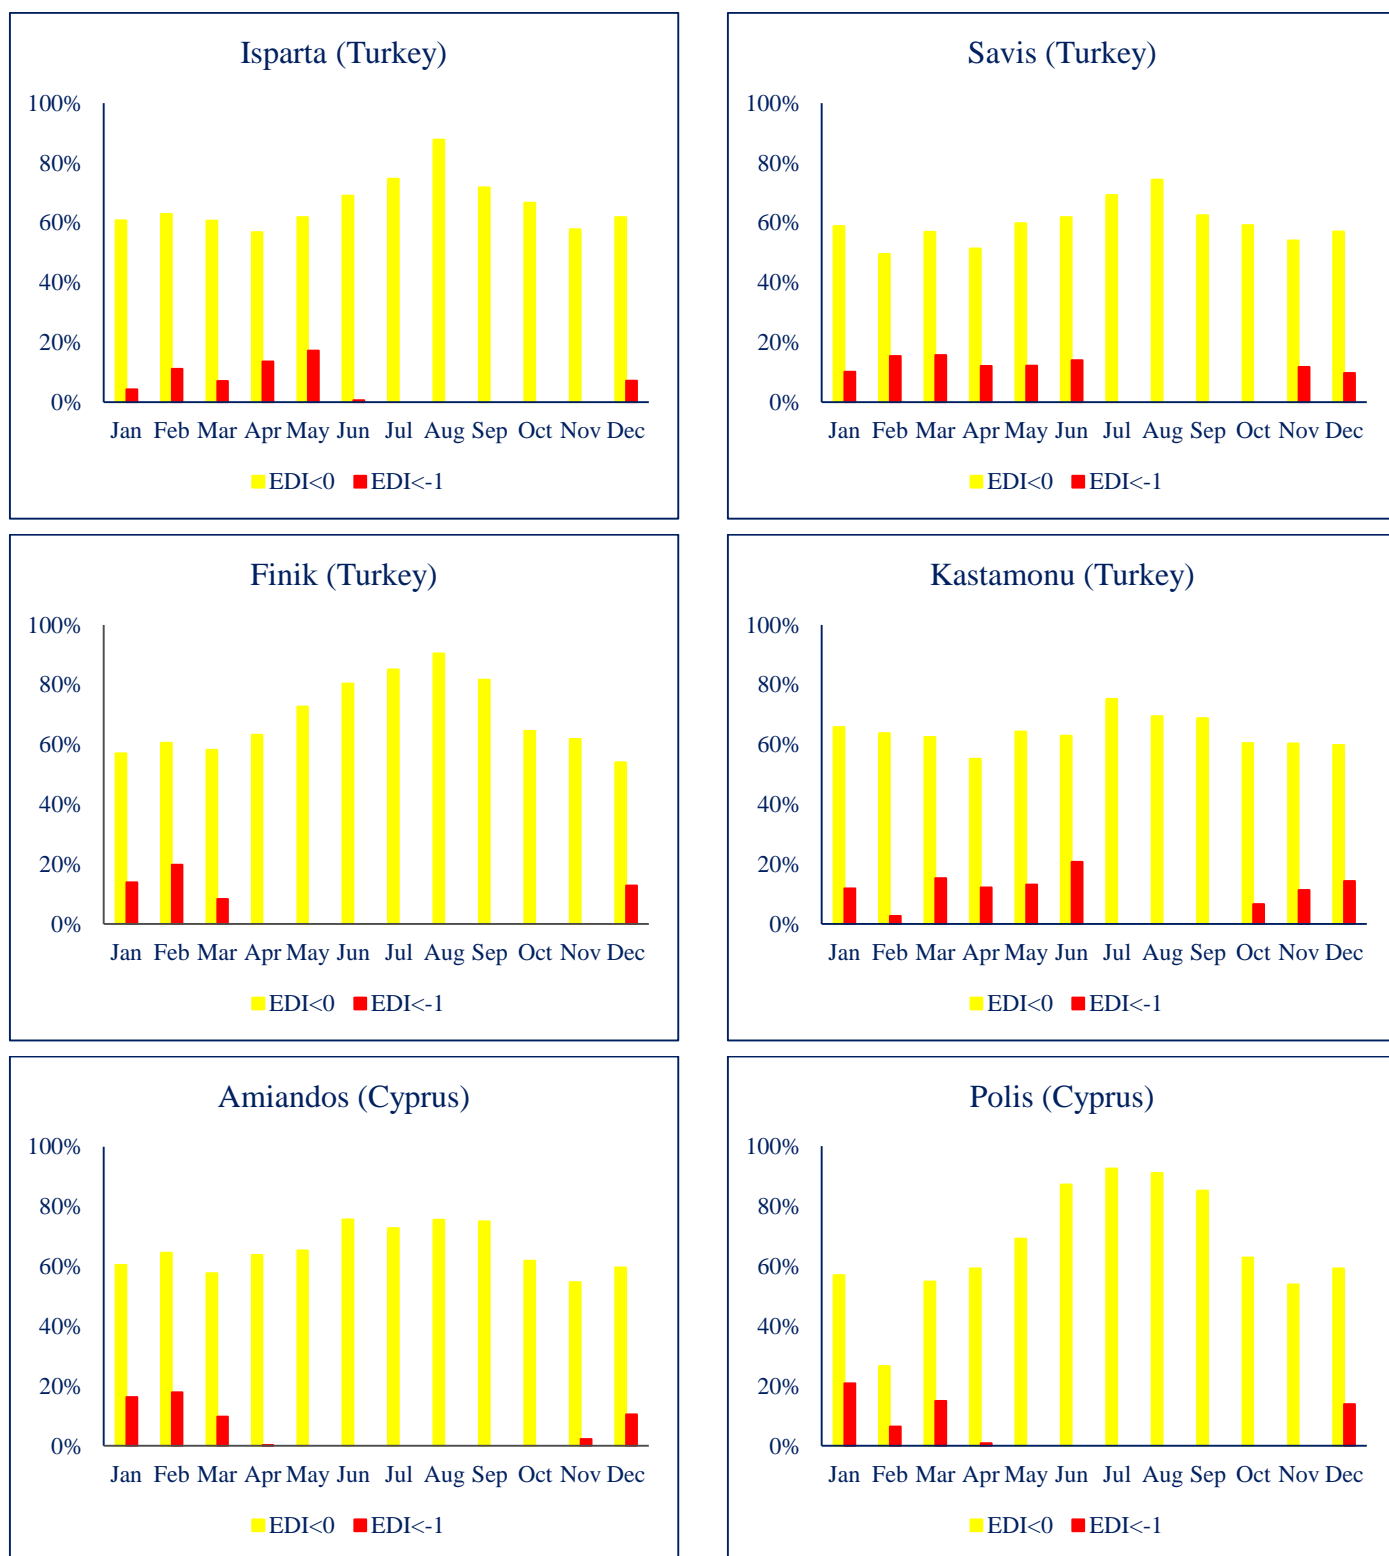 Isparta (Turkey)
100%
80%
60%
40%
20%
0%
Jan Feb Mar Apr May Jun Jul Aug Sep Oct Nov Dec
EDI<0 EDI<-1
Savis (Turkey)
100%
80%
60%
40%
20%
0%
Jan Feb Mar Apr May Jun Jul Aug Sep Oct Nov Dec
EDI<0 EDI<-1
Finik (Turkey)
100%
80%
60%
40%
20%
0%
Jan Feb Mar Apr May Jun Jul Aug Sep Oct Nov Dec
EDI<0 EDI<-1
Kastamonu (Turkey)
100%
80%
60%
40%
20%
0%
Jan Feb Mar Apr May Jun Jul Aug Sep Oct Nov Dec
EDI<0 EDI<-1
Amiandos (Cyprus)
100%
80%
60%
40%
20%
0%
Jan Feb Mar Apr May Jun Jul Aug Sep Oct Nov Dec
EDI<0 EDI<-1
Polis (Cyprus)
100%
80%
60%
40%
20%
0%
Jan Feb Mar Apr May Jun Jul Aug Sep Oct Nov Dec
EDI<0 EDI<-1